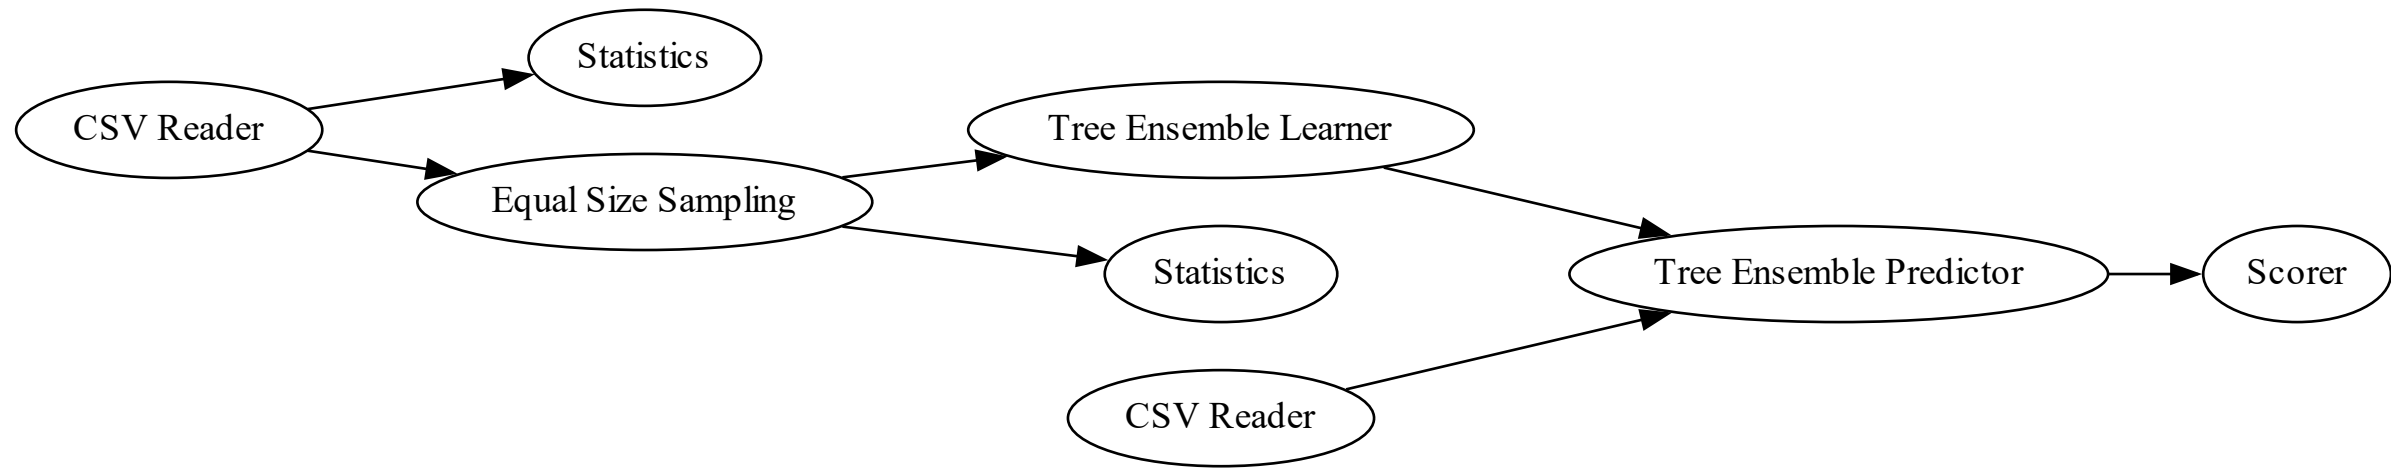 CSV Reader
Statistics
Equal Size Sampling
Tree Ensemble Learner
Statistics
CSV Reader
Tree Ensemble Predictor
Scorer